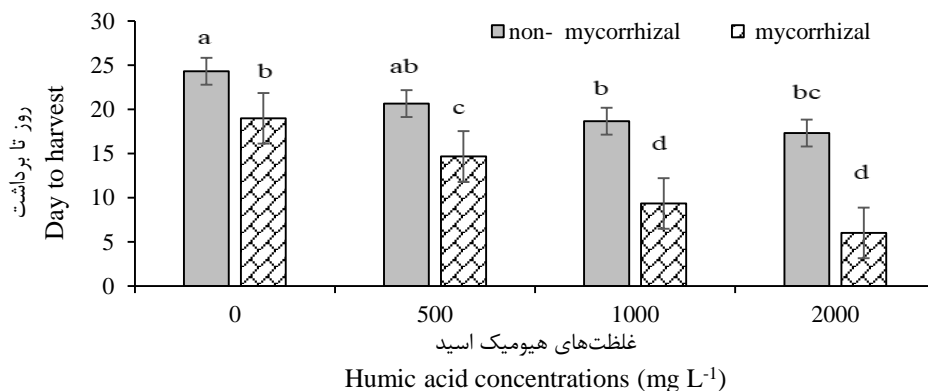 30
25
20
15
10
5
0
روز تا برداشت
Day to harvest
non- mycorrhizal
mycorrhizal
a
b
ab
c
b
d
bc
d
0
500
1000
2000
غلظت‌های هیومیک اسید
Humic acid concentrations (mg L⁻¹)